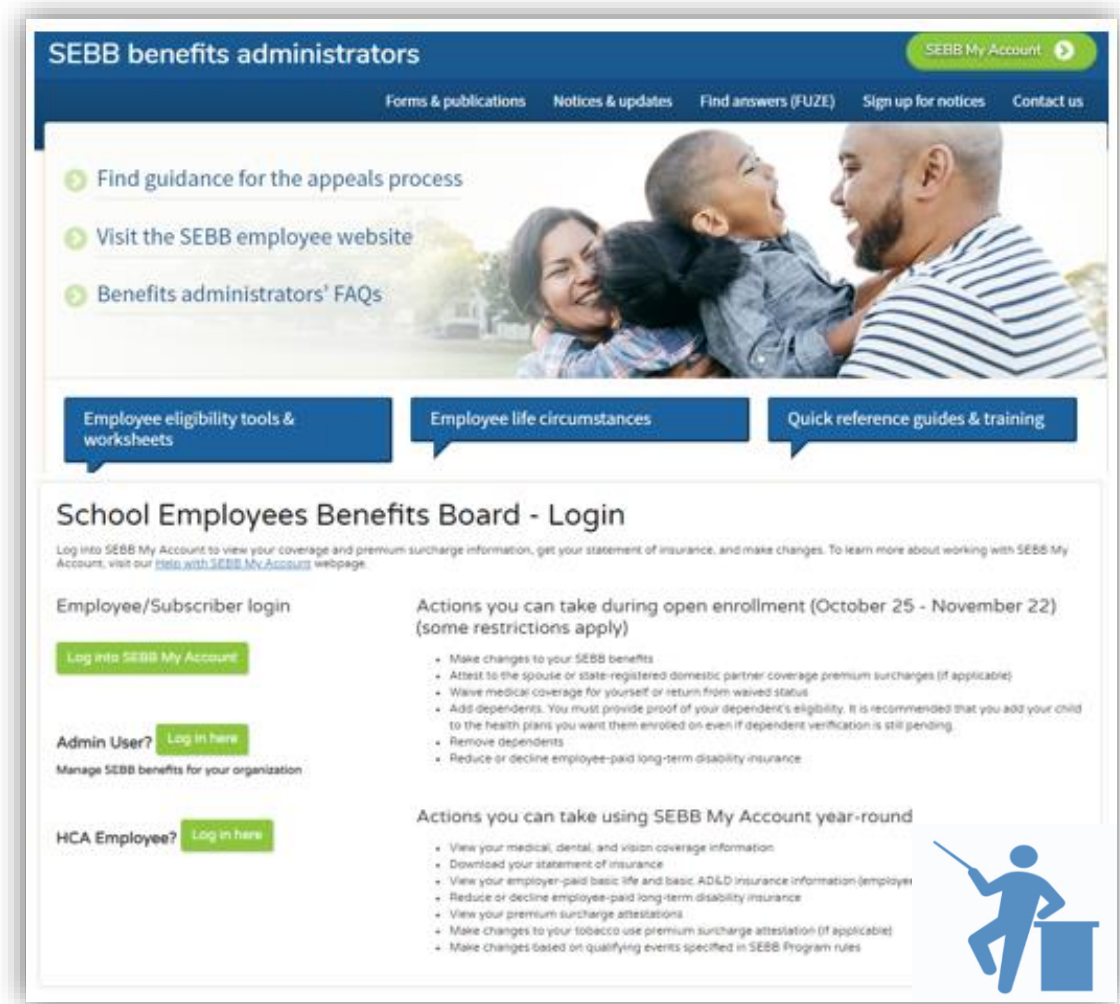 SEBB benefits administrators
SEBB My Account
Forms & publications Notices & updates Find answers (FUZE) Sign up for notices Contact us
Find guidance for the appeals process
Visit the SEBB employee website
Benefits administrators' FAQs
Employee eligibility tools &
worksheets
Employee life circumstances
Quick reference guides & training
School Employees Benefits Board - Login
Log into SEBB My Account to view your coverage and premium surcharge information, get your statement of insurance, and make changes. To learn more about working with SEBB My
Account, visit our Help with SEBB My Account webpage.
Employee/Subscriber login
Log into SEBB My Account
Admin User? Log in here
Manage SEBB benefits for your organization
HCA Employee? Log in here
Actions you can take during open enrollment (October 25 - November 22)
(some restrictions apply)
• Make changes to your SEBB benefits
• Attest to the spouse or state-registered domestic partner coverage premium surcharges (if applicable)
• Waive medical coverage for yourself or return from waived status
• Add dependents. You must provide proof of your dependent's eligibility. It is recommended that you add your child
to the health plans you want them enrolled on even if dependent verification is still pending.
• Remove dependents
• Reduce or decline employee-paid long-term disability insurance
Actions you can take using SEBB My Account year-round
• View your medical, dental, and vision coverage information
• Download your statement of insurance
• View your employer-paid basic life and basic AD&D insurance information (employe
• Reduce or decline employee-paid long-term disability insurance
• View your premium surcharge attestations
• Make changes to your tobacco use premium surcharge attestation (if applicable)
• Make changes based on qualifying events specified in SEBB Program rules